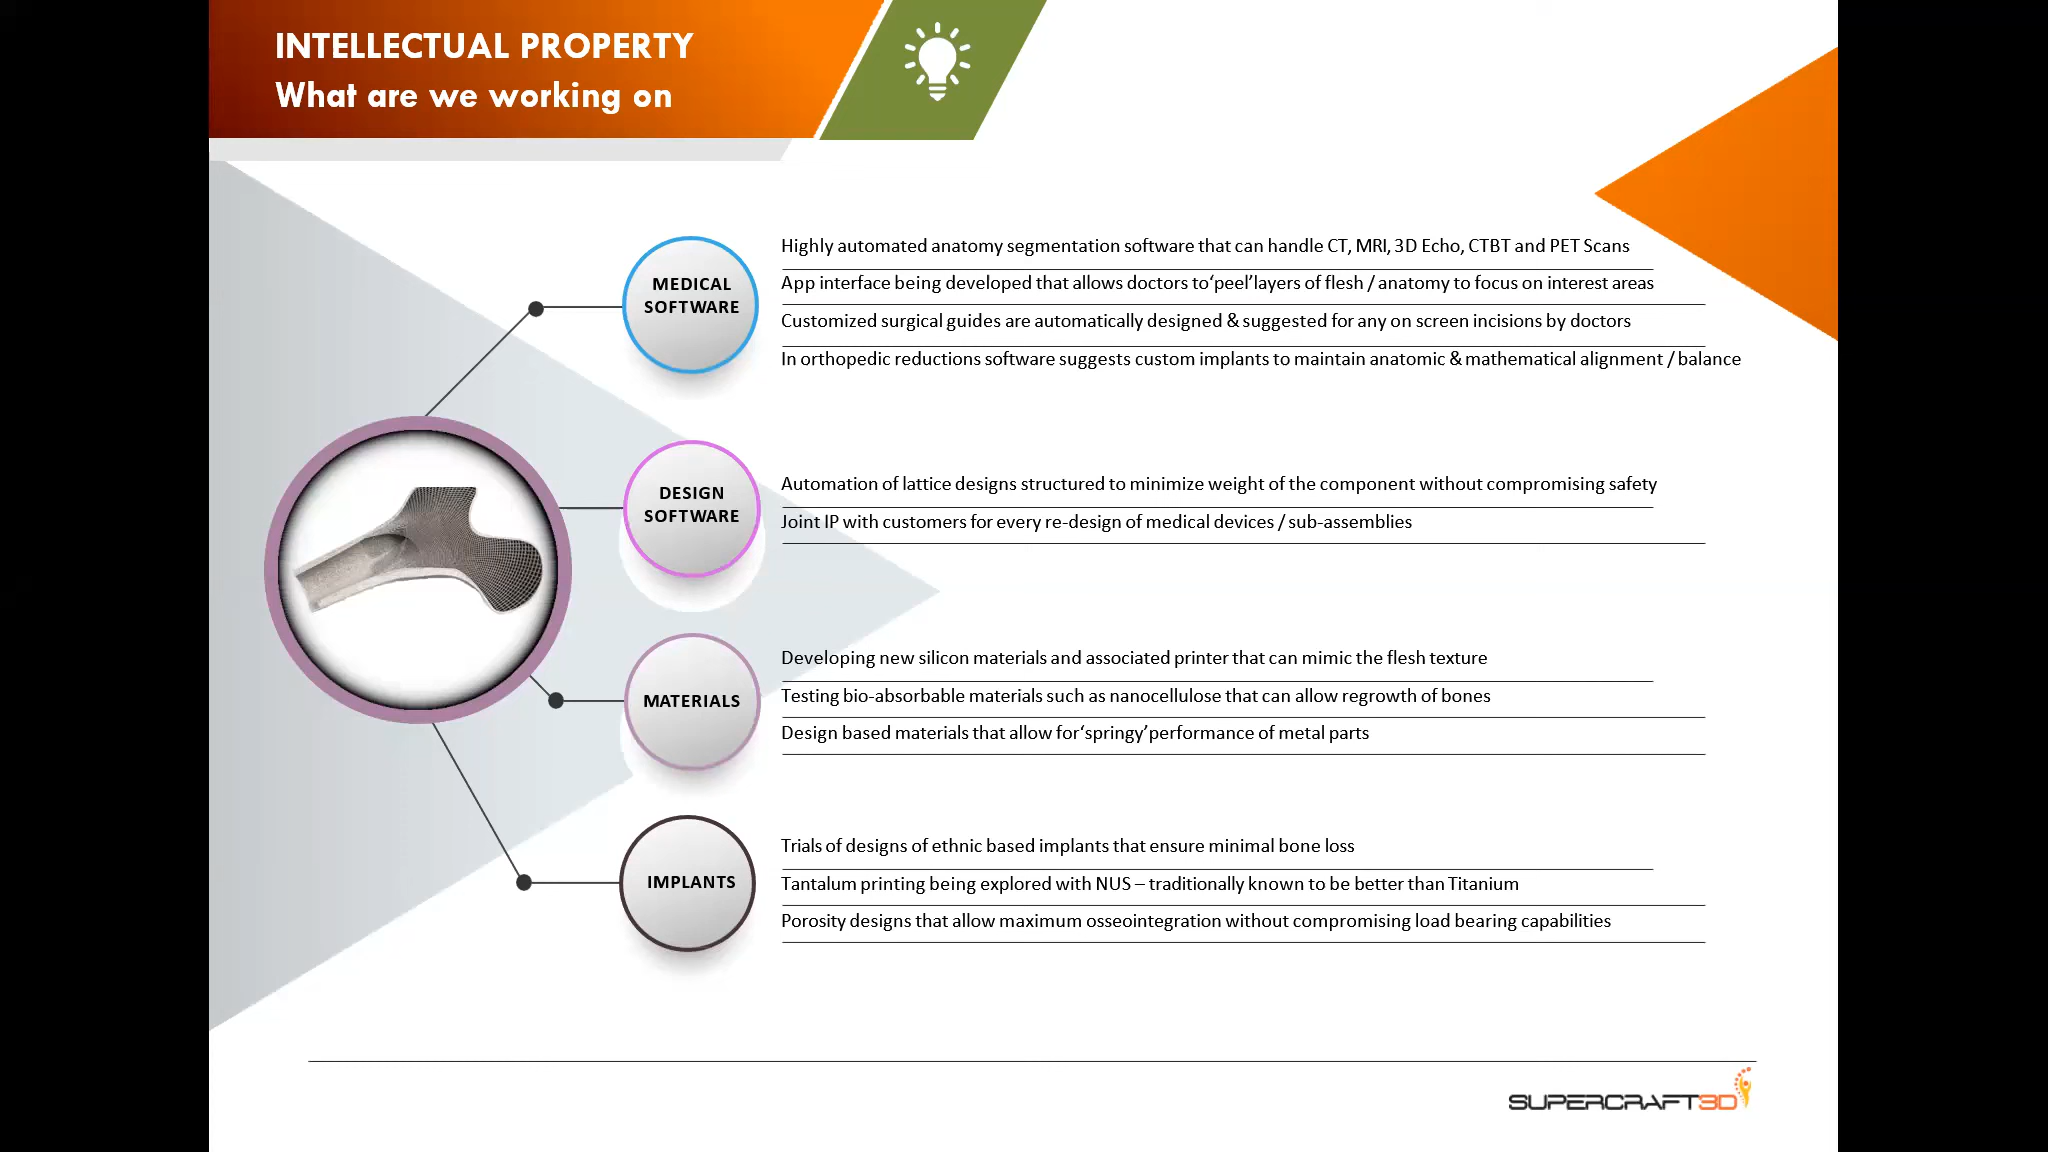 INTELLECTUAL PROPERTY
What are we working on
MEDICAL
SOFTWARE
Highly automated anatomy segmentation software that can handle CT, MRI, 3D Echo, CTBT and PET Scans
App interface being developed that allows doctors to ‘peel’ layers of flesh / anatomy to focus on interest areas
Customized surgical guides are automatically designed & suggested for any on screen incisions by doctors
In orthopedic reductions software suggests custom implants to maintain anatomic & mathematical alignment / balance
DESIGN
SOFTWARE
Automation of lattice designs structured to minimize weight of the component without compromising safety
Joint IP with customers for every re-design of medical devices / sub-assemblies
MATERIALS
Developing new silicon materials and associated printer that can mimic the flesh texture
Testing bio-absorbable materials such as nanocellulose that can allow regrowth of bones
Design based materials that allow for ‘springy’ performance of metal parts
IMPLANTS
Trials of designs of ethnic based implants that ensure minimal bone loss
Tantalum printing being explored with NUS – traditionally known to be better than Titanium
Porosity designs that allow maximum osseointegration without compromising load bearing capabilities
SUPERCRAFT3D